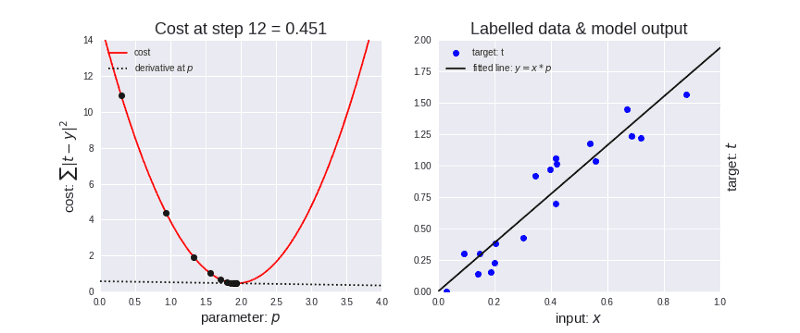 Cost at step 12 = 0.451
cost
derivative at p
14
12
10
8
6
4
2
0
0.0 0.5 1.0 1.5 2.0 2.5 3.0 3.5 4.0
parameter: p
cost: ∑|t − y|²
Labelled data & model output
target: t
fitted line: y = x * p
2.00
1.75
1.50
1.25
1.00
0.75
0.50
0.25
0.00
0.0 0.2 0.4 0.6 0.8 1.0
input: x
target: t